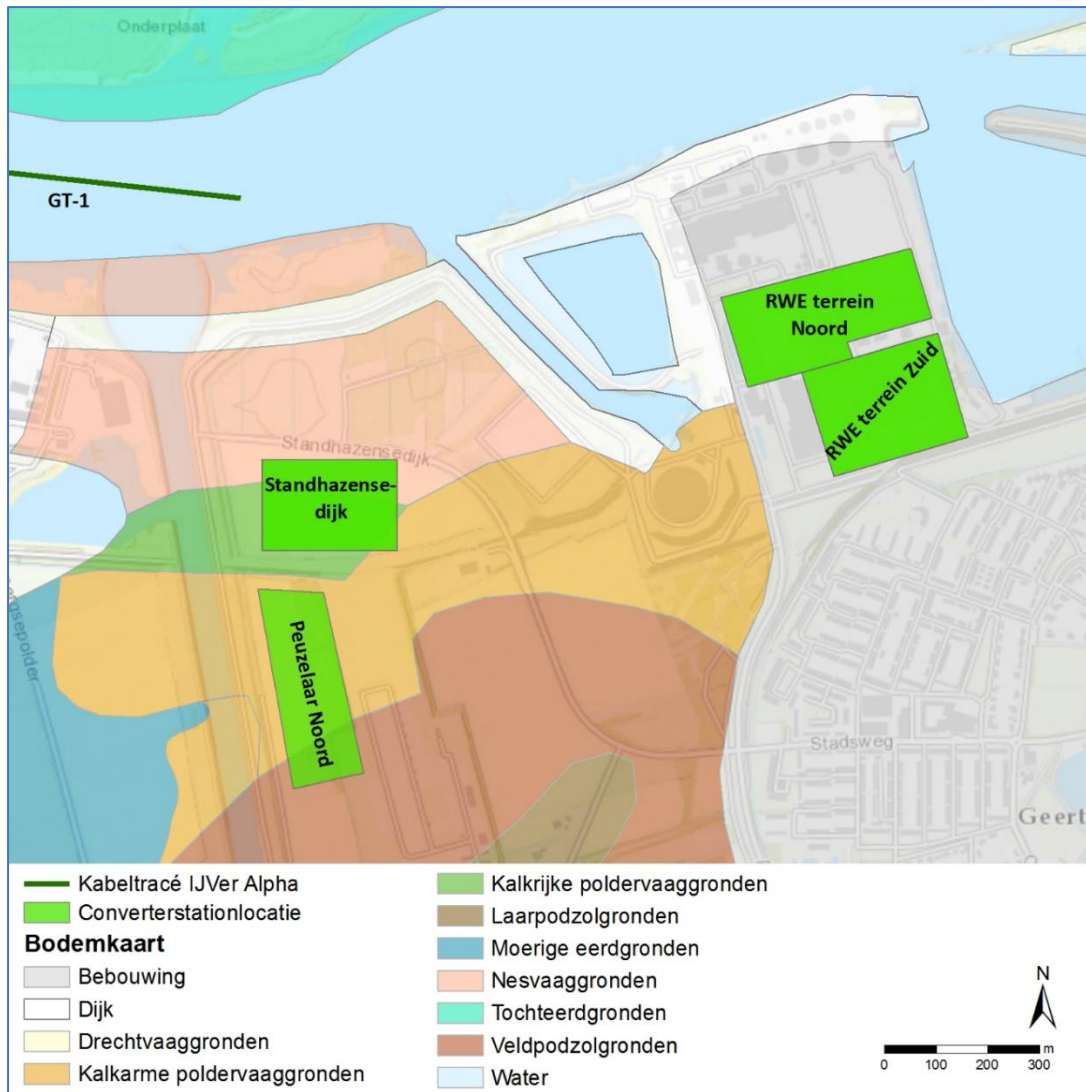 Onderplaat
GT-1
RWE terrein
Noord
RWE terrein Zuid
Standhazensedijk
Standhazense-
dijk
Peuzelaar Noord
ergsepolder
Stadsweg
Geert
Kabeltracé IJVer Alpha
Converterstationlocatie
Bodemkaart
Bebouwing
Dijk
Drechtvaaggronden
Kalkarme poldervaaggronden
Kalkrijke poldervaaggronden
Laarpodzolgronden
Moerige eerdgronden
Nesvaaggronden
Tochteerdgronden
Veldpodzolgronden
Water
N
0 100 200 300 m